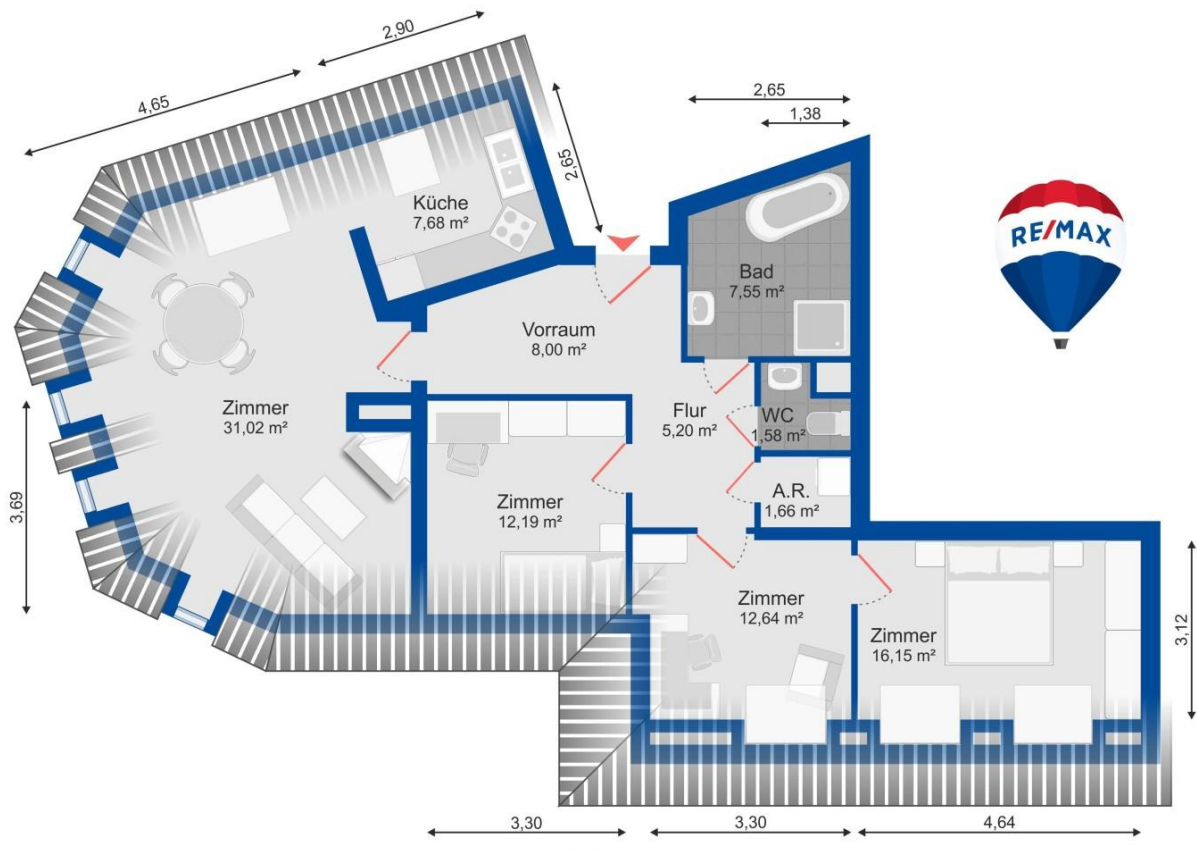 2,90
4,65
2,65
1,38
2,65
RE/MAX
Küche
7,68 m²
Bad
7,55 m²
Vorraum
8,00 m²
Zimmer
31,02 m²
Flur
5,20 m²
WC
1,58 m²
3,69
Zimmer
12,19 m²
A.R.
1,66 m²
Zimmer
12,64 m²
Zimmer
16,15 m²
3,12
3,30
3,30
4,64